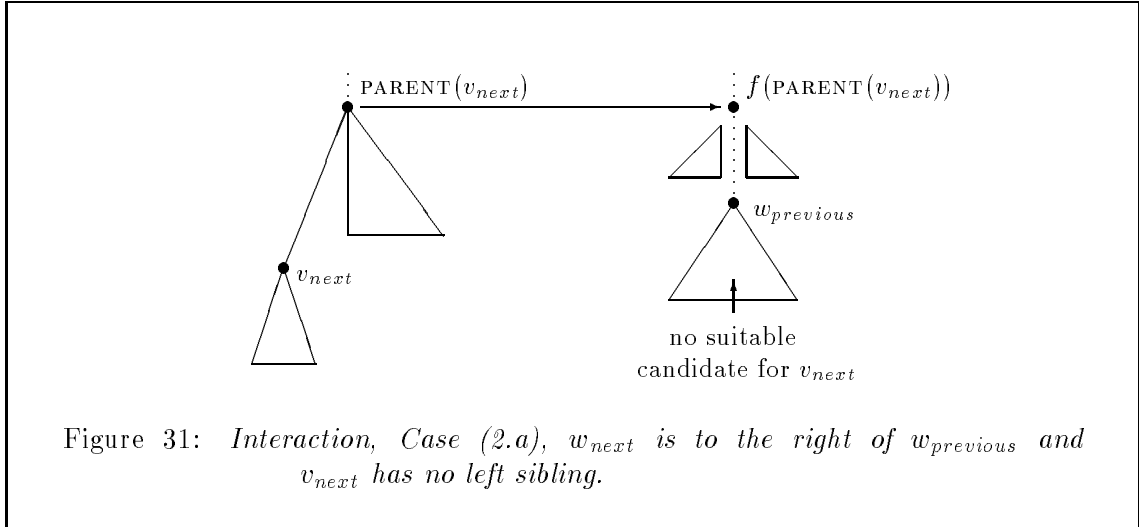 PARENT(v_next) f(PARENT(v_next))
w_previous
v_next
no suitable
candidate for v_next
Figure 31: Interaction, Case (2.a), w_next is to the right of w_previous and
v_next has no left sibling.